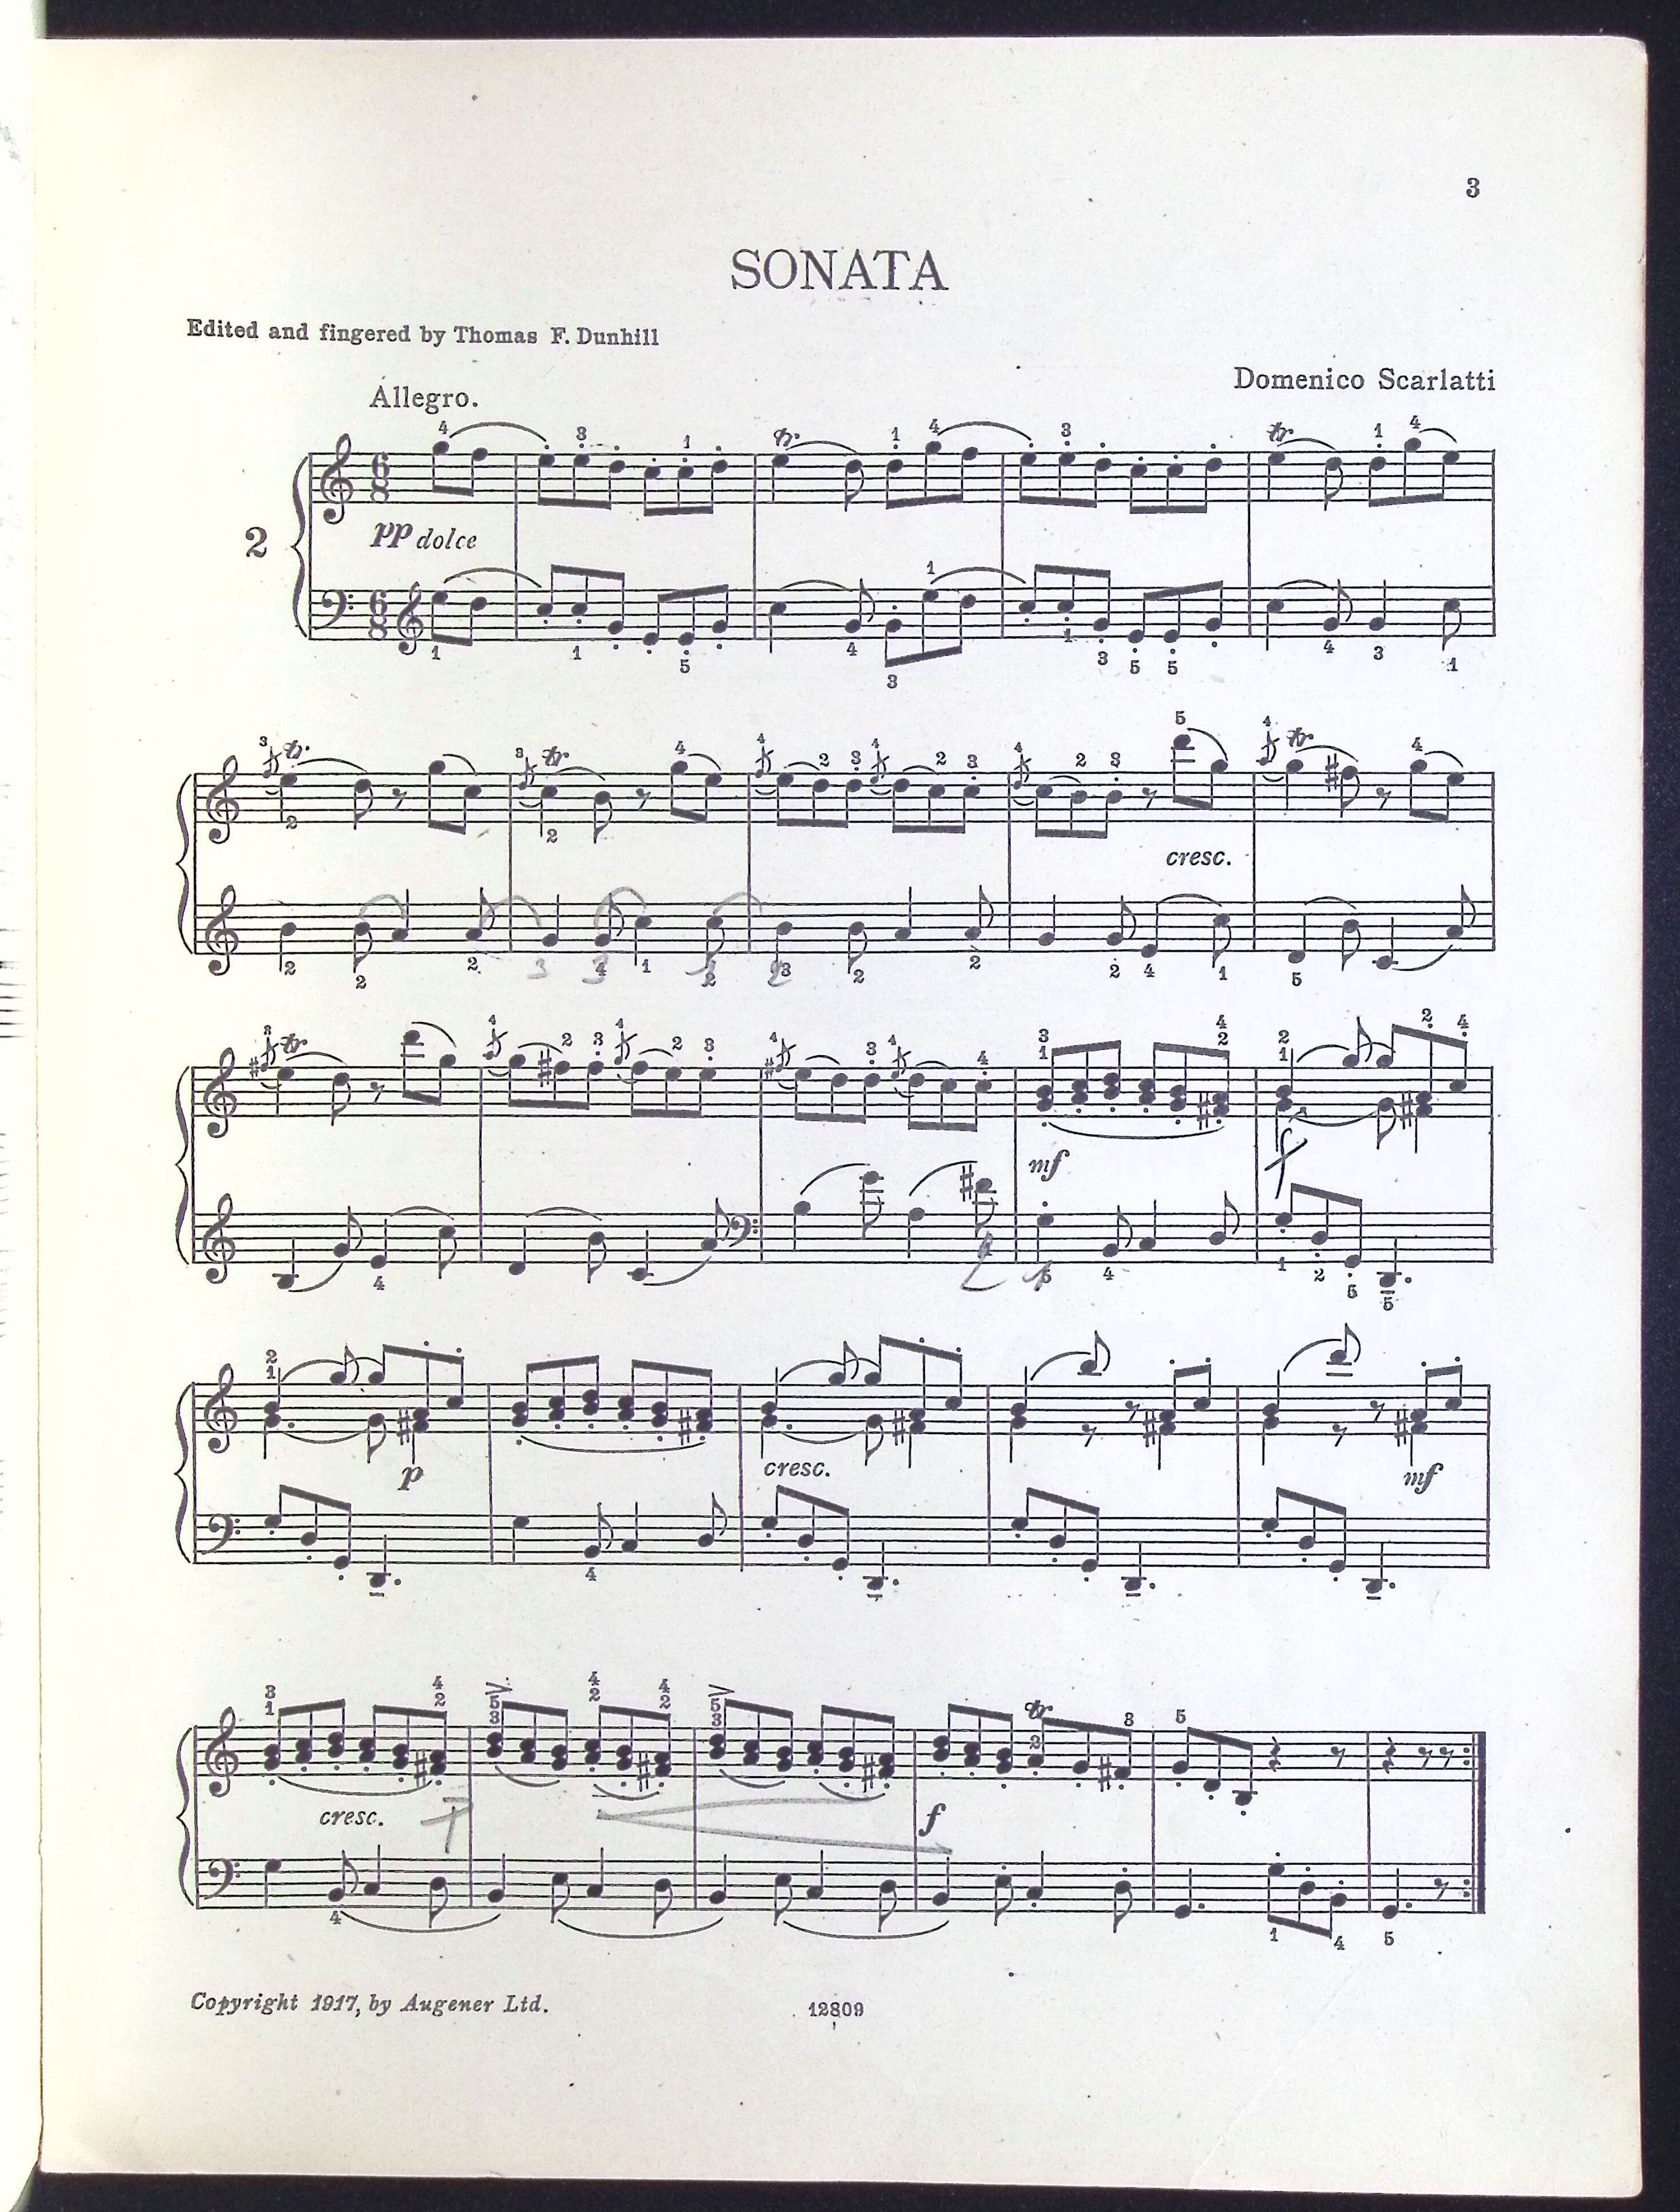 3
SONATA
Edited and fingered by Thomas F. Dunhill
Domenico Scarlatti
Allegro.
2
pp dolce
cresc.
mf
f
p
cresc.
mf
cresc.
f
Copyright 1917, by Augener Ltd.
12809